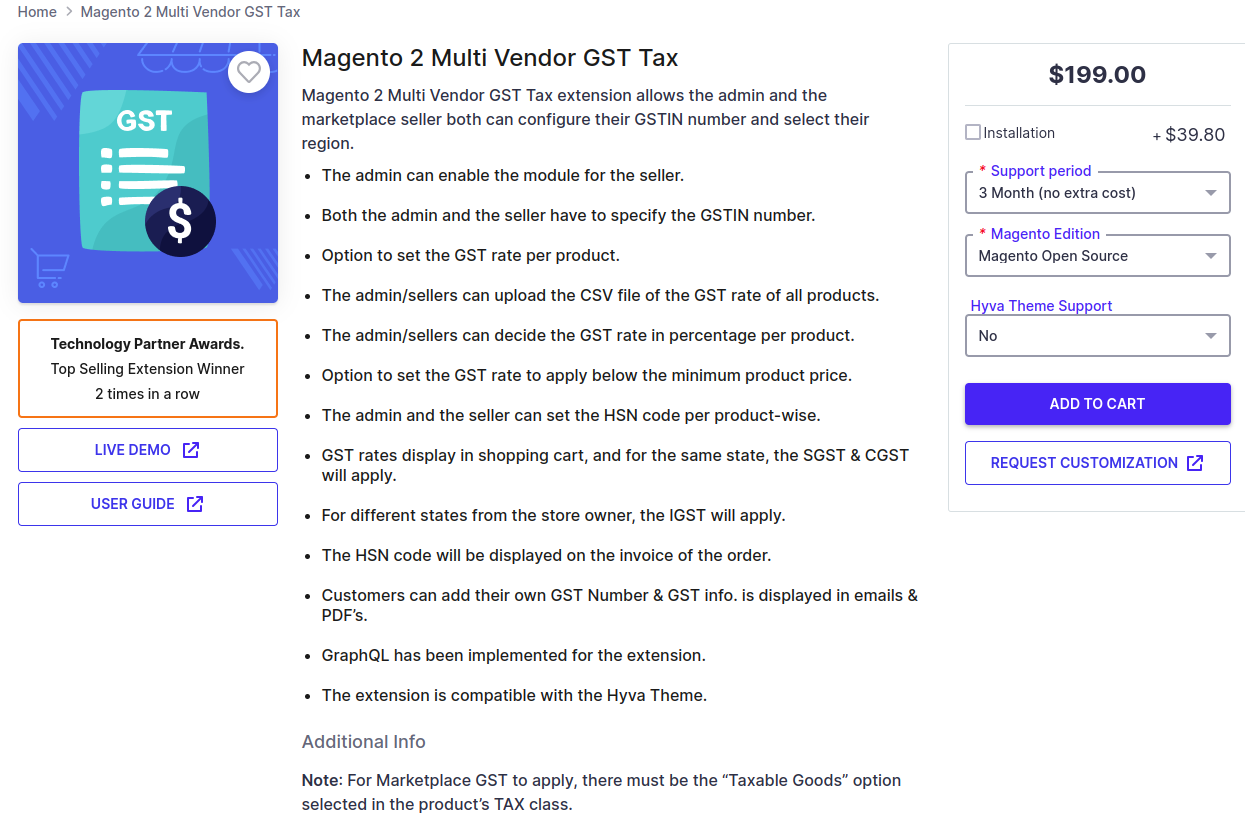 Home > Magento 2 Multi Vendor GST Tax
GST
$
Technology Partner Awards.
Top Selling Extension Winner
2 times in a row
LIVE DEMO
USER GUIDE
Magento 2 Multi Vendor GST Tax
Magento 2 Multi Vendor GST Tax extension allows the admin and the
marketplace seller both can configure their GSTIN number and select their
region.
• The admin can enable the module for the seller.
• Both the admin and the seller have to specify the GSTIN number.
• Option to set the GST rate per product.
• The admin/sellers can upload the CSV file of the GST rate of all products.
• The admin/sellers can decide the GST rate in percentage per product.
• Option to set the GST rate to apply below the minimum product price.
• The admin and the seller can set the HSN code per product-wise.
• GST rates display in shopping cart, and for the same state, the SGST & CGST
will apply.
• For different states from the store owner, the IGST will apply.
• The HSN code will be displayed on the invoice of the order.
• Customers can add their own GST Number & GST info. is displayed in emails &
PDF’s.
• GraphQL has been implemented for the extension.
• The extension is compatible with the Hyva Theme.
Additional Info
Note: For Marketplace GST to apply, there must be the “Taxable Goods” option
selected in the product’s TAX class.
$199.00
Installation + $39.80
* Support period
3 Month (no extra cost)
* Magento Edition
Magento Open Source
Hyva Theme Support
No
ADD TO CART
REQUEST CUSTOMIZATION